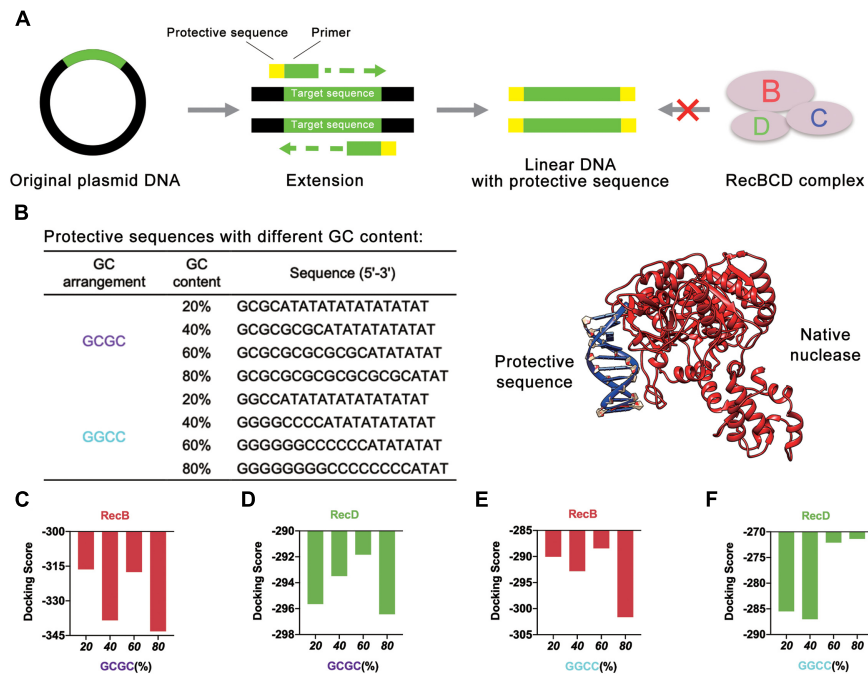 A
Protective sequence
Primer
Target sequence
Target sequence
B
D
C
Original plasmid DNA
Extension
Linear DNA
with protective sequence
RecBCD complex
B
Protective sequences with different GC content:
GC arrangement
GC content
Sequence (5'-3')
GCGC
20% GCGCATATATATATATATAT
40% GCGCGCGCATATATATATAT
60% GCGCGCGCGCGCATATATAT
80% GCGCGCGCGCGCGCGCATAT
GGCC
20% GGCCATATATATATATATAT
40% GGGGCCCCATATATATATAT
60% GGGGGGCCCCCCATATATAT
80% GGGGGGGGCCCCCCCCATAT
Protective
sequence
Native
nuclease
C
RecB
Docking Score
-300
-315
-330
-345
20 40 60 80
GCGC(%)
D
RecD
Docking Score
-290
-292
-294
-296
-298
20 40 60 80
GCGC(%)
E
RecB
Docking Score
-285
-290
-295
-300
-305
20 40 60 80
GGCC(%)
F
RecD
Docking Score
-270
-275
-280
-285
-290
20 40 60 80
GGCC(%)